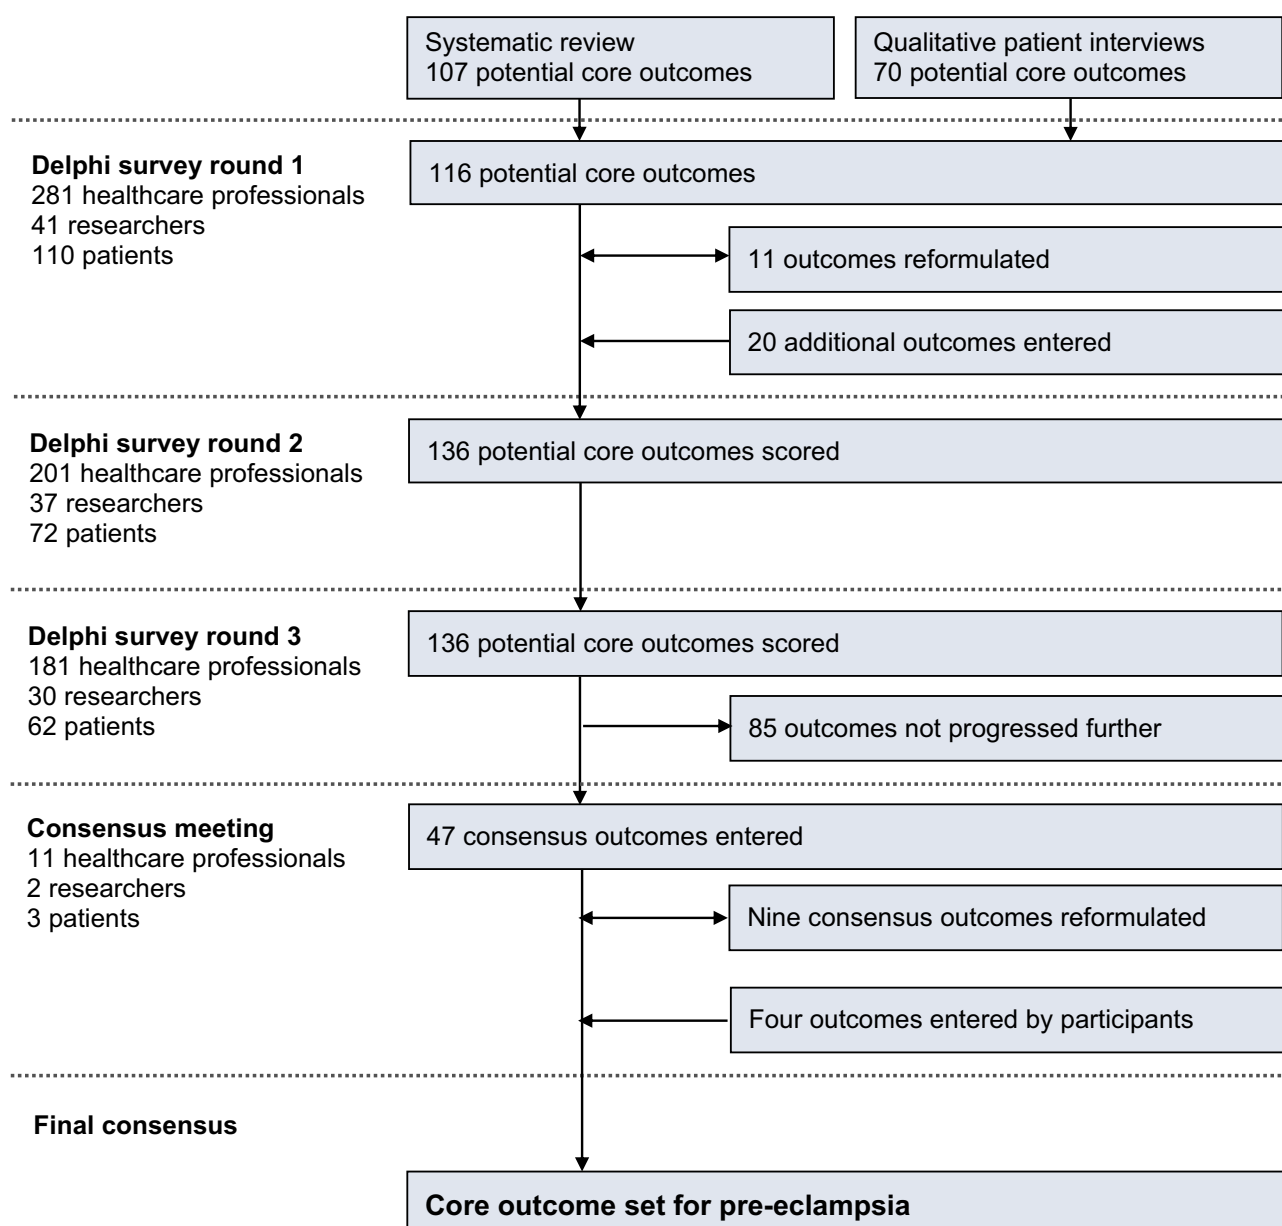 Systematic review
107 potential core outcomes
Qualitative patient interviews
70 potential core outcomes
Delphi survey round 1
281 healthcare professionals
41 researchers
110 patients
116 potential core outcomes
11 outcomes reformulated
20 additional outcomes entered
Delphi survey round 2
201 healthcare professionals
37 researchers
72 patients
136 potential core outcomes scored
Delphi survey round 3
181 healthcare professionals
30 researchers
62 patients
136 potential core outcomes scored
85 outcomes not progressed further
Consensus meeting
11 healthcare professionals
2 researchers
3 patients
47 consensus outcomes entered
Nine consensus outcomes reformulated
Four outcomes entered by participants
Final consensus
Core outcome set for pre-eclampsia